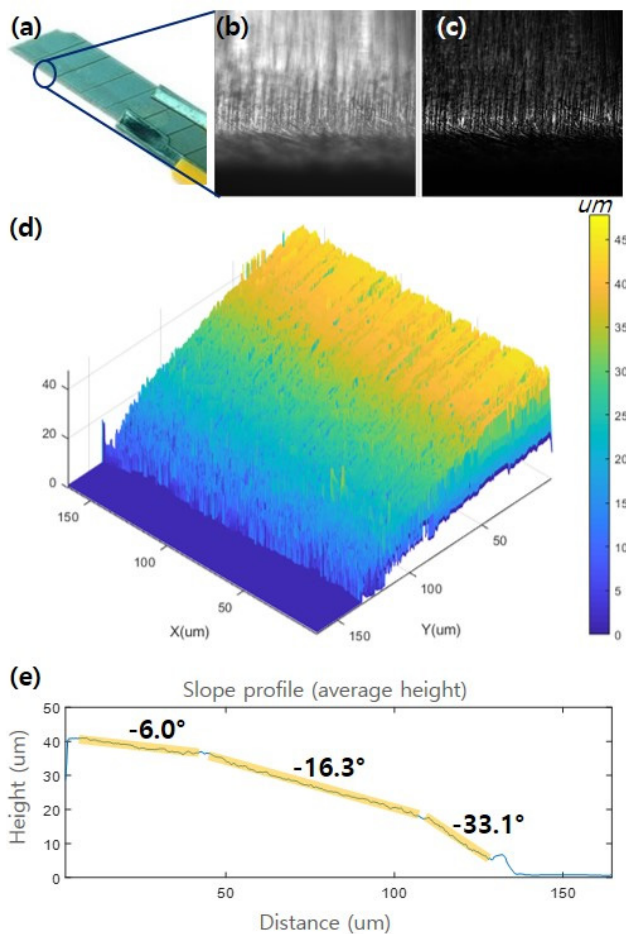 (a)
(b)
(c)
(d)
um
45
40
35
30
25
20
15
10
5
0
40
20
0
150
100
50
X(um)
50
100
150
Y(um)
(e)
Slope profile (average height)
50
40
30
20
10
0
Height (um)
-6.0°
-16.3°
-33.1°
50
100
150
Distance (um)